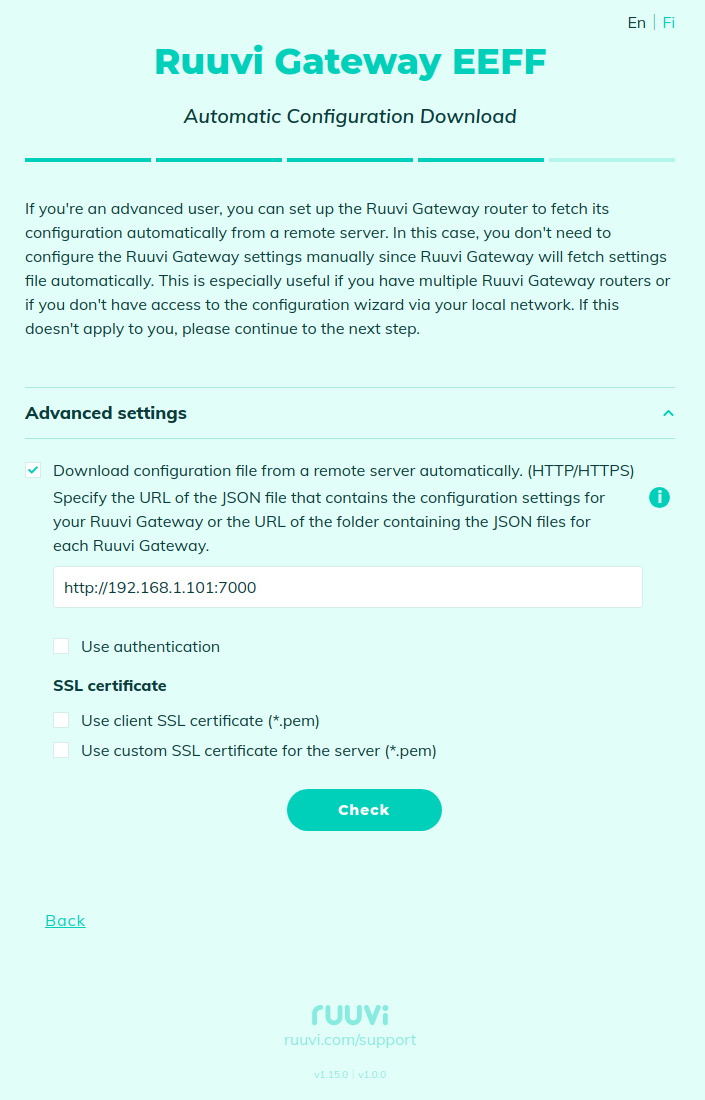 En | Fi
Ruuvi Gateway EEFF
Automatic Configuration Download
If you're an advanced user, you can set up the Ruuvi Gateway router to fetch its
configuration automatically from a remote server. In this case, you don't need to
configure the Ruuvi Gateway settings manually since Ruuvi Gateway will fetch settings
file automatically. This is especially useful if you have multiple Ruuvi Gateway routers or
if you don't have access to the configuration wizard via your local network. If this
doesn't apply to you, please continue to the next step.
Advanced settings
Download configuration file from a remote server automatically. (HTTP/HTTPS)
Specify the URL of the JSON file that contains the configuration settings for
your Ruuvi Gateway or the URL of the folder containing the JSON files for
each Ruuvi Gateway.
http://192.168.1.101:7000
Use authentication
SSL certificate
Use client SSL certificate (*.pem)
Use custom SSL certificate for the server (*.pem)
Check
Back
ruuvi
ruuvi.com/support
v1.15.0 | v1.0.0